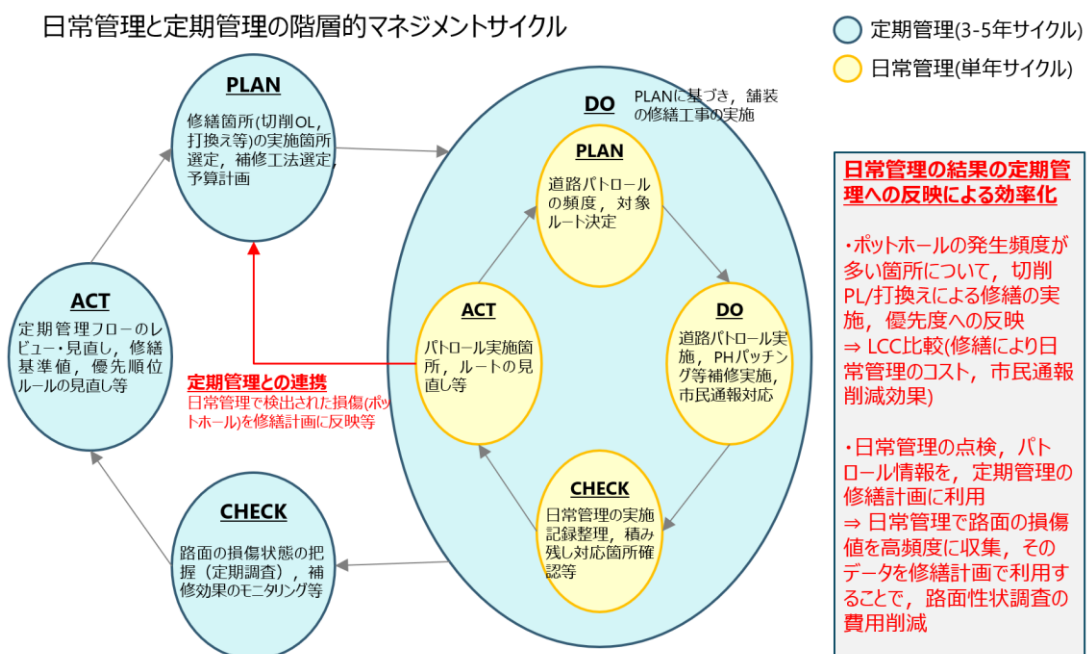 日常管理と定期管理の階層的マネジメントサイクル
定期管理(3-5年サイクル)
日常管理(単年サイクル)
PLAN
修繕箇所(切削OL，
打換え等)の実施箇所
選定，補修工法選定，
予算計画
DO
PLANに基づき，舗装
の修繕工事の実施
PLAN
道路パトロール
の頻度，対象
ルート決定
ACT
定期管理フローのレ
ビュー・見直し，修繕
基準値，優先順位
ルールの見直し等
ACT
パトロール実施箇
所，ルートの見
直し等
DO
道路パトロール実
施，PHパッチン
グ等補修実施，
市民通報対応
定期管理との連携
日常管理で検出された損傷(ポッ
トホール)を修繕計画に反映等
CHECK
路面の損傷状態の把
握（定期調査），補
修効果のモニタリング等
CHECK
日常管理の実施
記録整理，積み
残し対応箇所確
認等
日常管理の結果の定期管
理への反映による効率化
・ポットホールの発生頻度が
多い箇所について，切削
PL/打換えによる修繕の実
施，優先度への反映
⇒ LCC比較(修繕により日
常管理のコスト，市民通報
削減効果)
・日常管理の点検，パト
ロール情報を，定期管理の
修繕計画に利用
⇒ 日常管理で路面の損傷
値を高頻度に収集，その
データを修繕計画で利用す
ることで，路面性状調査の
費用削減